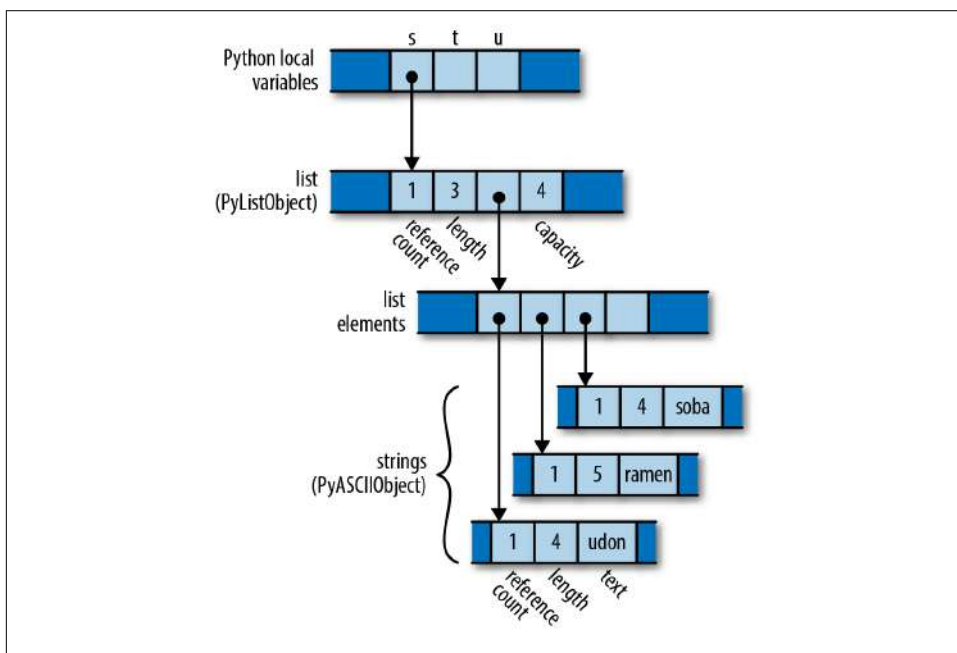 s t u
Python local
variables
list
(PyListObject)
1 3 4
reference
count
length
capacity
list
elements
1 4 soba
strings
(PyASCIIObject)
1 5 ramen
1 4 udon
reference
count
length
text